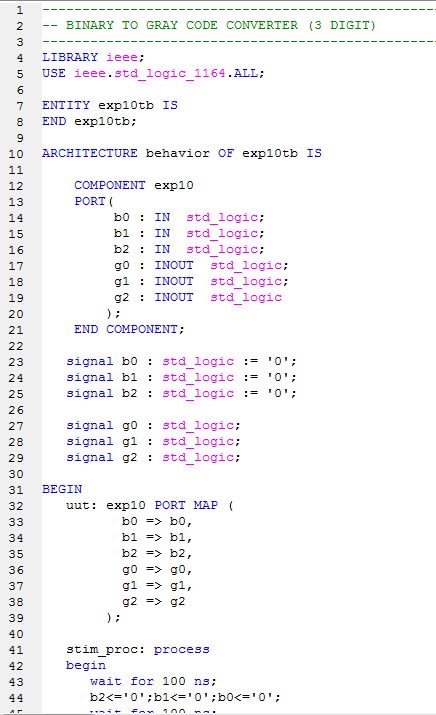 1 --------------------------------------------------
2 -- BINARY TO GRAY CODE CONVERTER (3 DIGIT)
3 --------------------------------------------------
4 LIBRARY ieee;
5 USE ieee.std_logic_1164.ALL;
6
7 ENTITY exp10tb IS
8 END exp10tb;
9
10 ARCHITECTURE behavior OF exp10tb IS
11
12     COMPONENT exp10
13     PORT(
14          b0 : IN  std_logic;
15          b1 : IN  std_logic;
16          b2 : IN  std_logic;
17          g0 : INOUT  std_logic;
18          g1 : INOUT  std_logic;
19          g2 : INOUT  std_logic
20         );
21     END COMPONENT;
22
23    signal b0 : std_logic := '0';
24    signal b1 : std_logic := '0';
25    signal b2 : std_logic := '0';
26
27    signal g0 : std_logic;
28    signal g1 : std_logic;
29    signal g2 : std_logic;
30
31 BEGIN
32    uut: exp10 PORT MAP (
33           b0 => b0,
34           b1 => b1,
35           b2 => b2,
36           g0 => g0,
37           g1 => g1,
38           g2 => g2
39         );
40
41    stim_proc: process
42    begin
43       wait for 100 ns;
44       b2<='0';b1<='0';b0<='0';
45       wait for 100 ns;